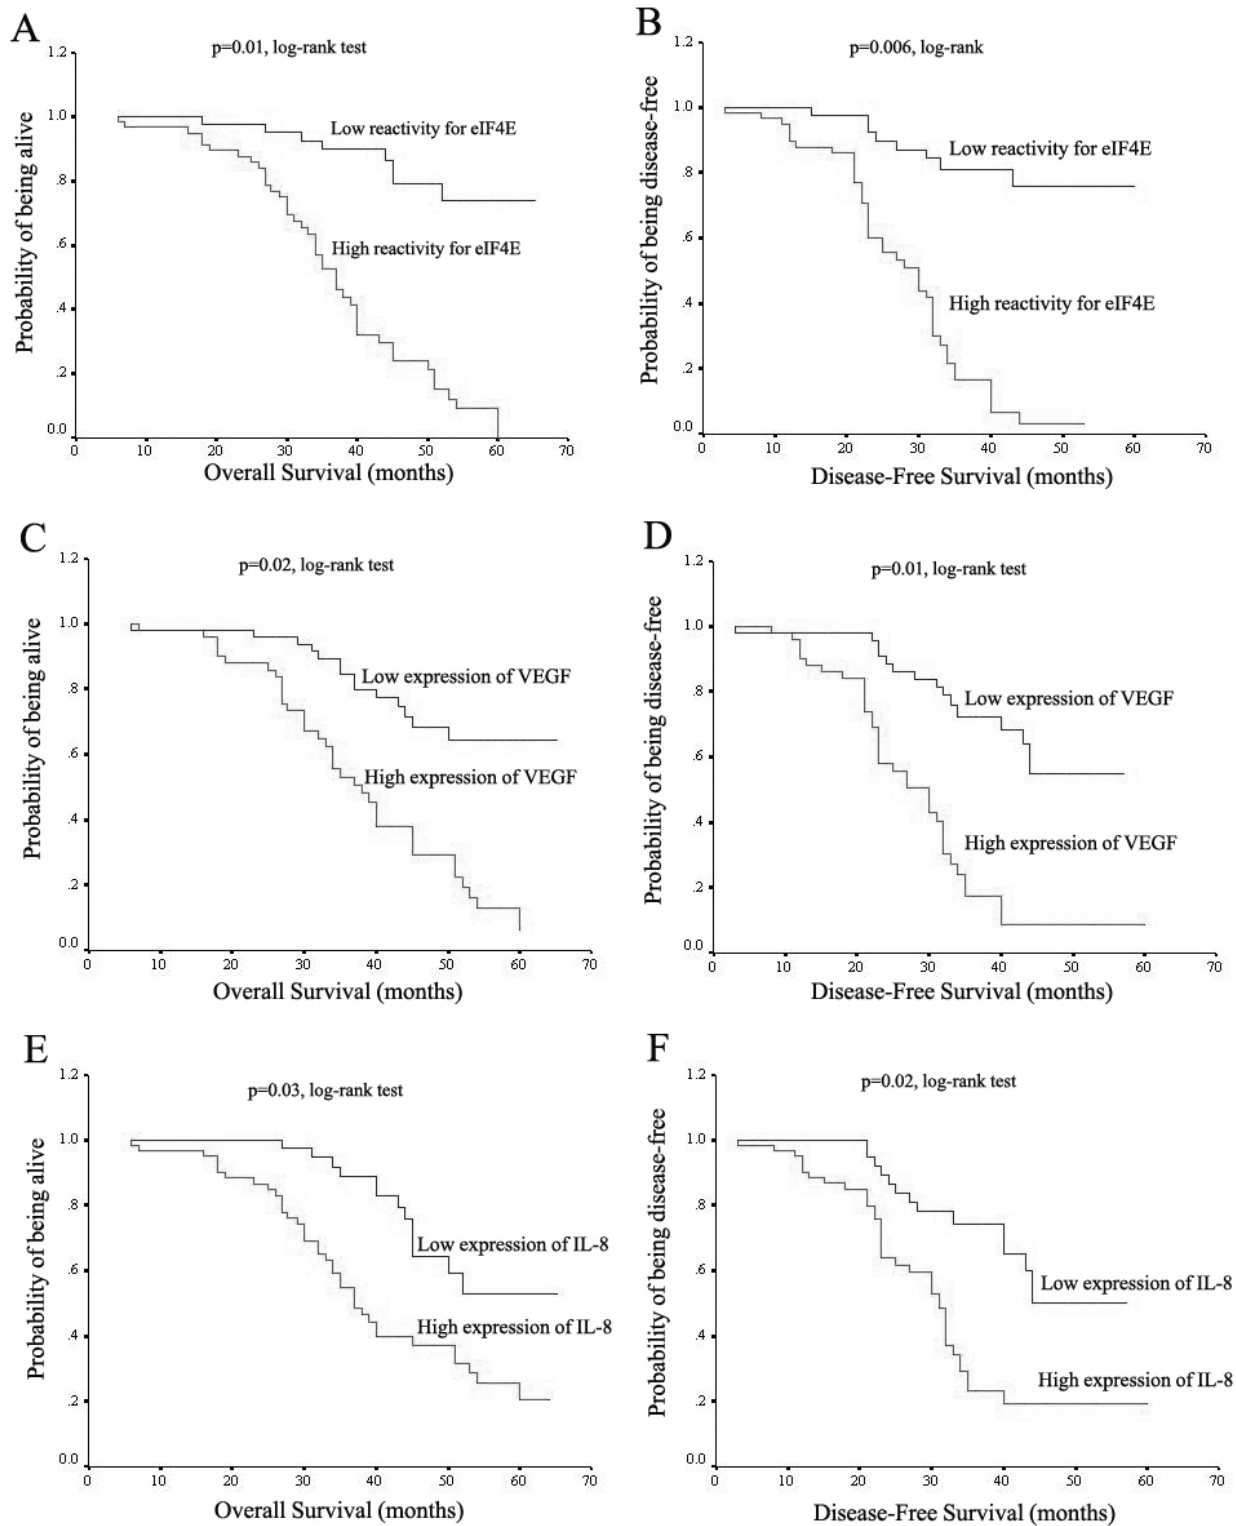 A
p=0.01, log-rank test
1.2
1.0
.8
.6
.4
.2
0.0
Probability of being alive
Low reactivity for eIF4E
High reactivity for eIF4E
0 10 20 30 40 50 60 70
Overall Survival (months)
B
p=0.006, log-rank
1.2
1.0
.8
.6
.4
.2
0.0
Probability of being disease-free
Low reactivity for eIF4E
High reactivity for eIF4E
0 10 20 30 40 50 60 70
Disease-Free Survival (months)
C
p=0.02, log-rank test
1.2
1.0
.8
.6
.4
.2
0.0
Probability of being alive
Low expression of VEGF
High expression of VEGF
0 10 20 30 40 50 60 70
Overall Survival (months)
D
p=0.01, log-rank test
1.2
1.0
.8
.6
.4
.2
0.0
Probability of being disease-free
Low expression of VEGF
High expression of VEGF
0 10 20 30 40 50 60 70
Disease-Free Survival (months)
E
p=0.03, log-rank test
1.2
1.0
.8
.6
.4
.2
0.0
Probability of being alive
Low expression of IL-8
High expression of IL-8
0 10 20 30 40 50 60 70
Overall Survival (months)
F
p=0.02, log-rank test
1.2
1.0
.8
.6
.4
.2
0.0
Probability of being disease-free
Low expression of IL-8
High expression of IL-8
0 10 20 30 40 50 60 70
Disease-Free Survival (months)